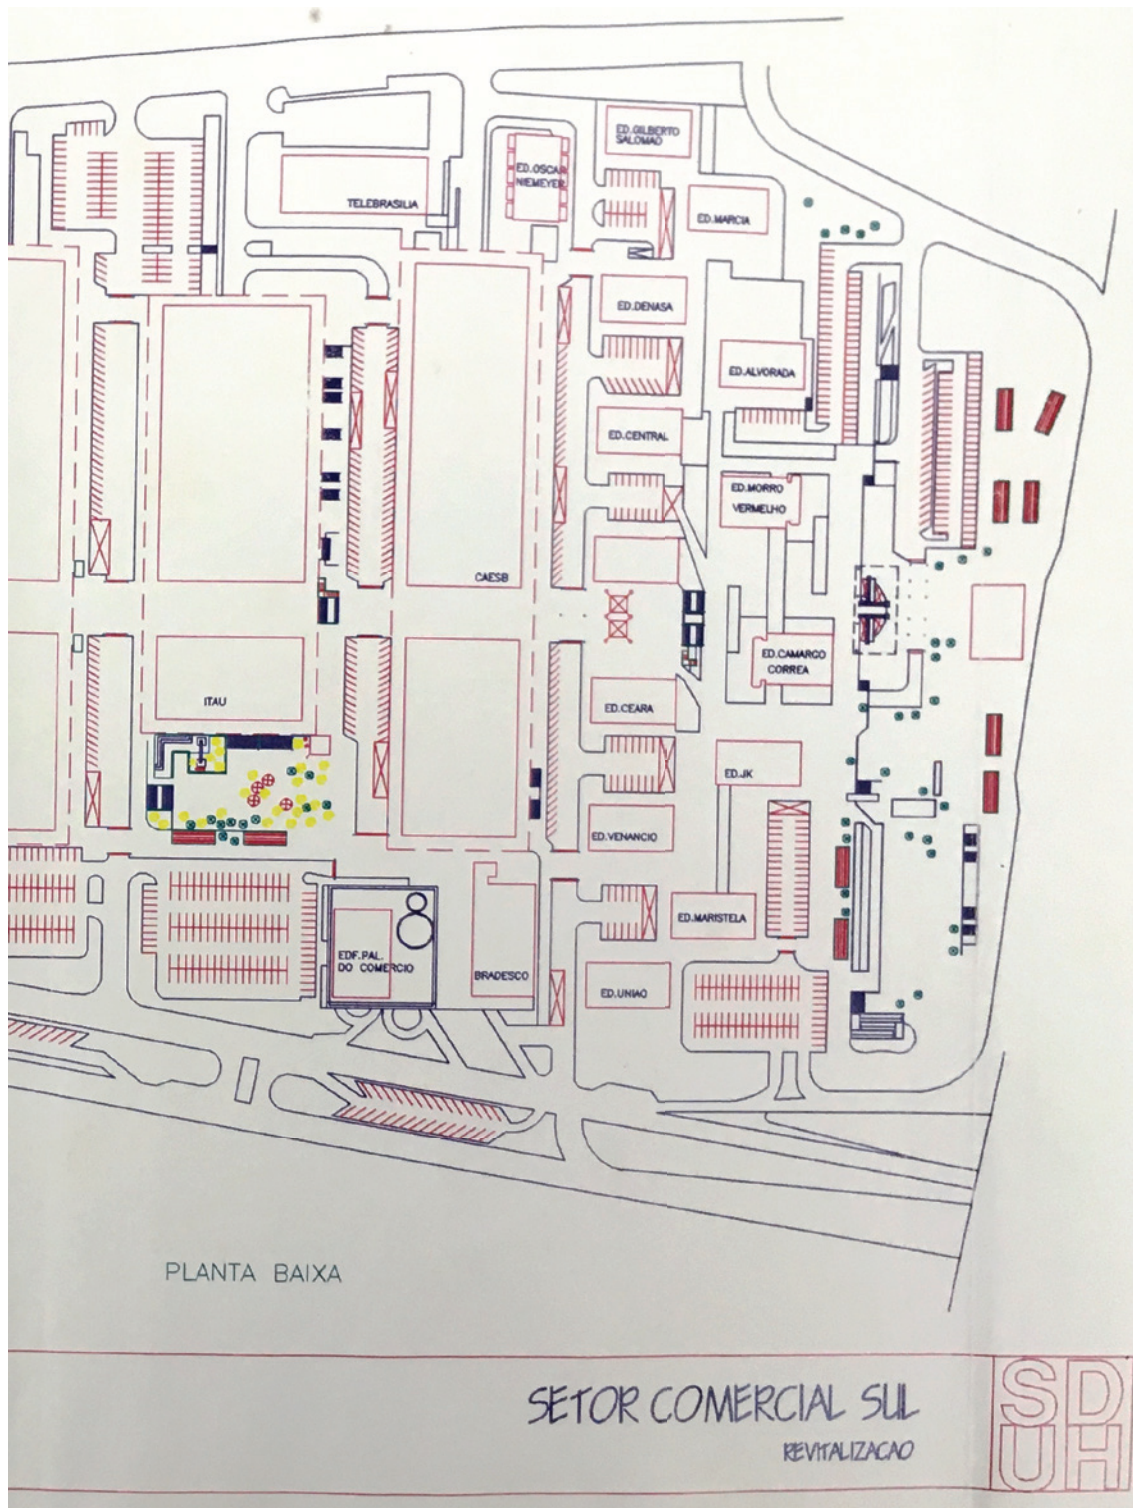 ED.GILBERTO
SALOMAO
ED.OSCAR
NIEMEYER
TELEBRASILIA
ED.MARCIA
ED.DENASA
ED.ALVORADA
ED.CENTRAL
ED.MORRO
VERMELHO
CAESB
ED.CAMARGO
CORREA
ITAU
ED.CEARA
ED.JK
ED.VENANCIO
ED.MARISTELA
EDF.PAL.
DO COMERCIO
BRADESCO
ED.UNIAO
PLANTA BAIXA
SETOR COMERCIAL SUL
REVITALIZACAO
SD
UH